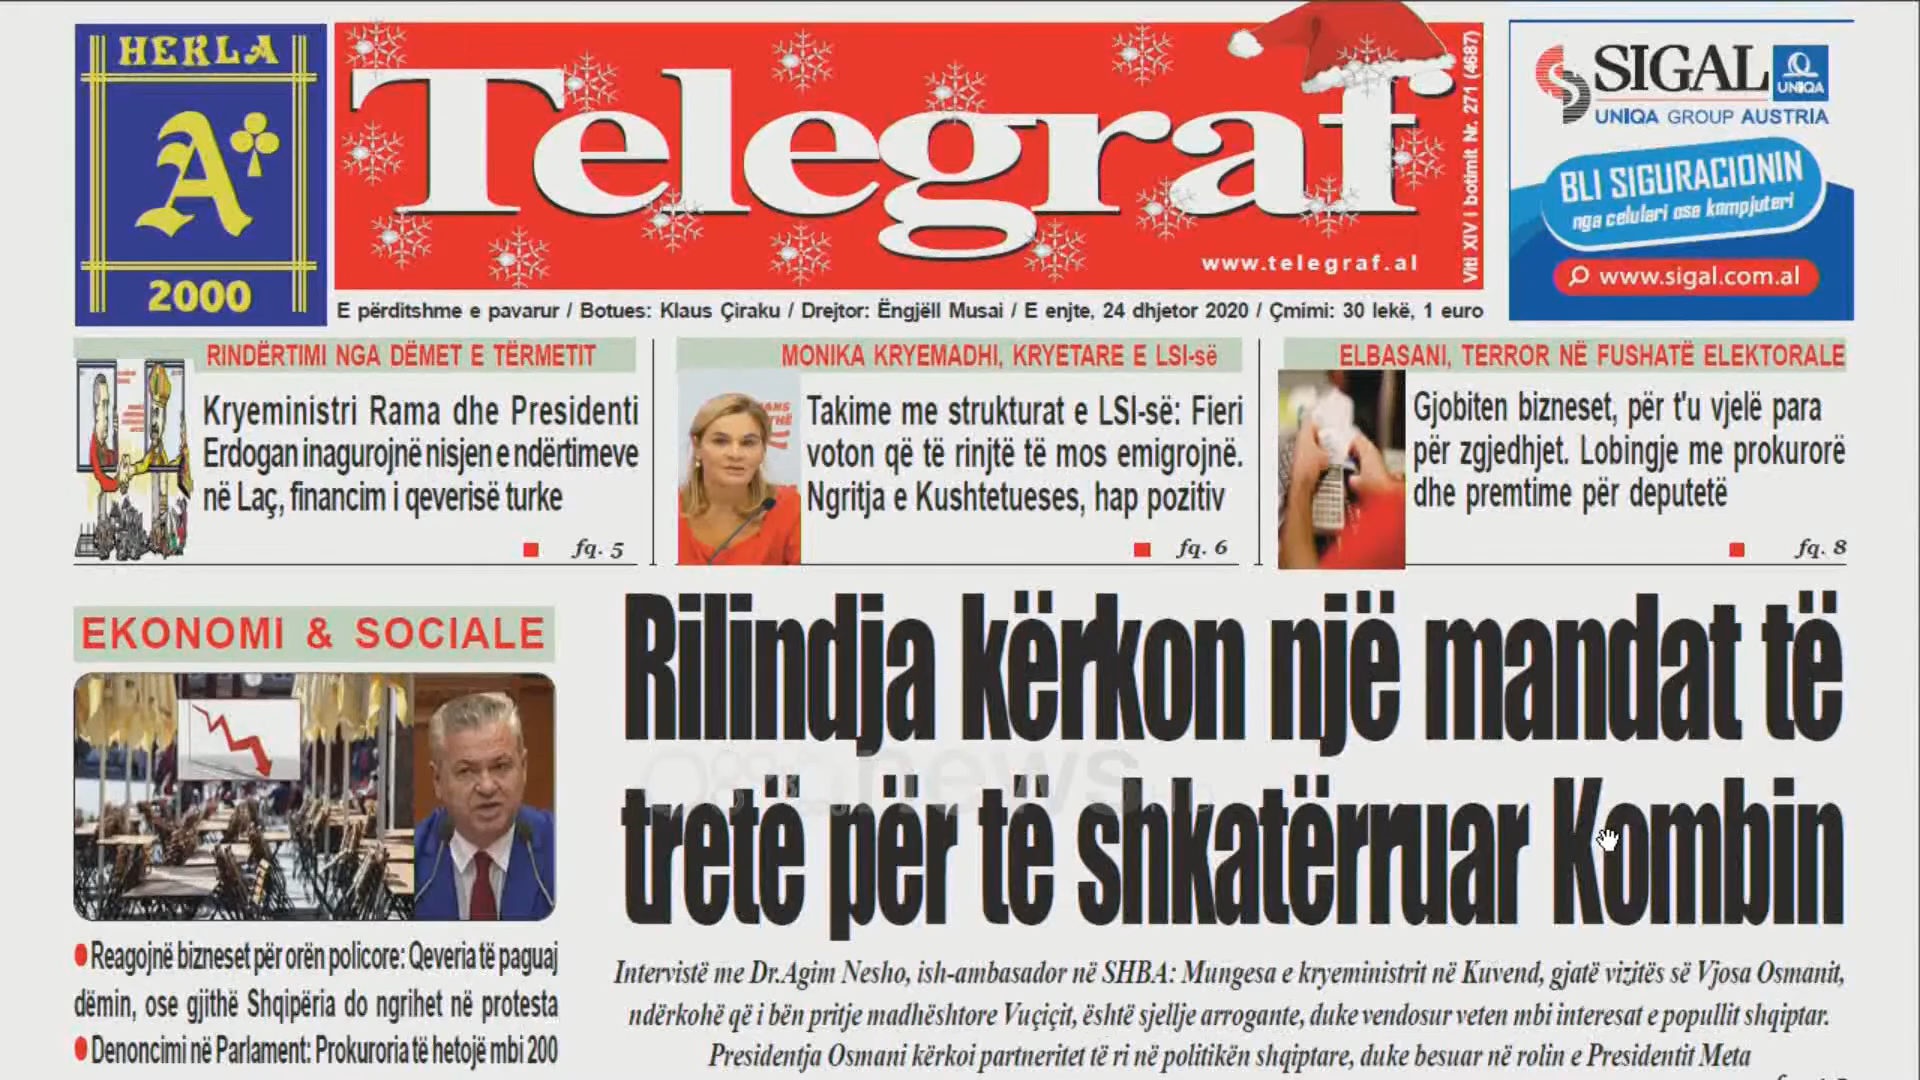 HEKLA
A
2000
Telegraf
www.telegraf.al
Viti XIV i botimit Nr. 271 (4687)
SIGAL
UNIQA
UNIQA GROUP AUSTRIA
BLI SIGURACIONIN
nga celulari ose kompjuteri
www.sigal.com.al
E përditshme e pavarur / Botues: Klaus Çiraku / Drejtor: Ëngjëll Musai / E enjte, 24 dhjetor 2020 / Çmimi: 30 lekë, 1 euro
RINDËRTIMI NGA DËMET E TËRMETIT
Kryeministri Rama dhe Presidenti
Erdogan inagurojnë nisjen e ndërtimeve
në Laç, financim i qeverisë turke
fq. 5
MONIKA KRYEMADHI, KRYETARE E LSI-së
Takime me strukturat e LSI-së: Fieri
voton që të rinjtë të mos emigrojnë.
Ngritja e Kushtetueses, hap pozitiv
fq. 6
ELBASANI, TERROR NË FUSHATË ELEKTORALE
Gjobiten bizneset, për t'u vjelë para
për zgjedhjet. Lobingje me prokurorë
dhe premtime për deputetë
fq. 8
EKONOMI & SOCIALE
Reagojnë bizneset për orën policore: Qeveria të paguaj
dëmin, ose gjithë Shqipëria do ngrihet në protesta
Denoncimi në Parlament: Prokuroria të hetojë mbi 200
Rilindja kërkon një mandat të
tretë për të shkatërruar Kombin
news
Intervistë me Dr.Agim Nesho, ish-ambasador në SHBA: Mungesa e kryeministrit në Kuvend, gjatë vizitës së Vjosa Osmanit,
ndërkohë që i bën pritje madhështore Vuçiçit, është sjellje arrogante, duke vendosur veten mbi interesat e popullit shqiptar.
Presidentja Osmani kërkoi partneritet të ri në politikën shqiptare, duke besuar në rolin e Presidentit Meta